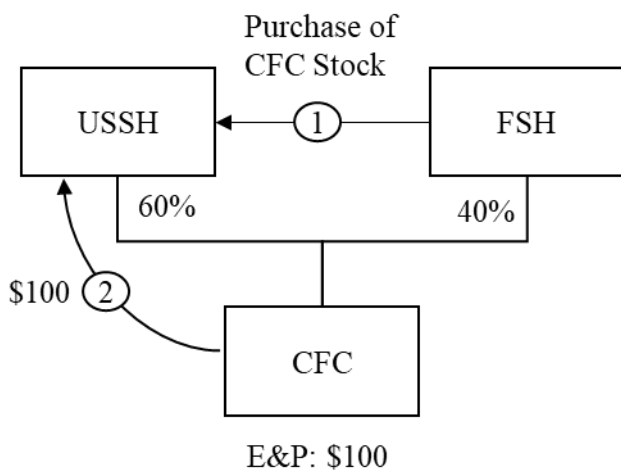 Purchase of
CFC Stock
USSH
1
FSH
60%
40%
$100
2
CFC
E&P: $100